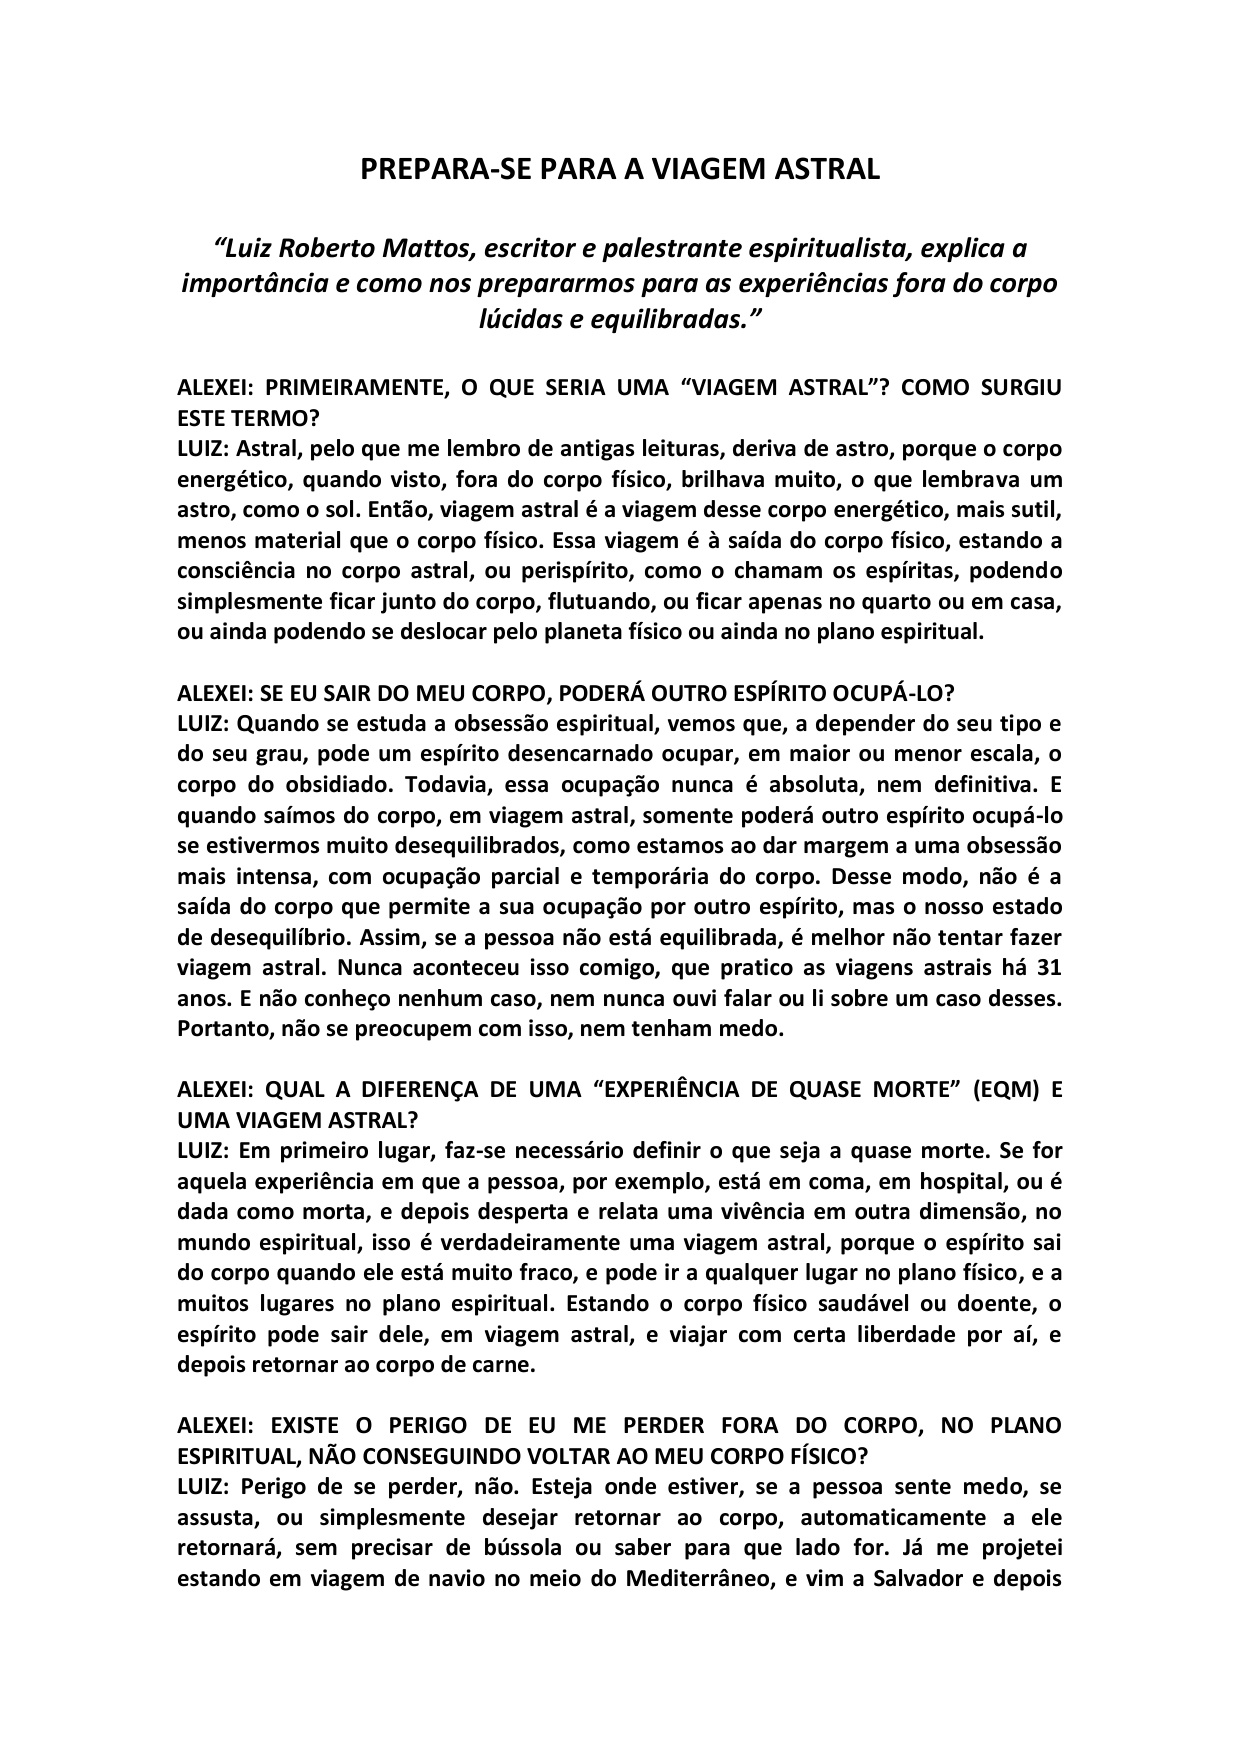 PREPARA-SE PARA A VIAGEM ASTRAL
“Luiz Roberto Mattos, escritor e palestrante espiritualista, explica a
importância e como nos prepararmos para as experiências fora do corpo
lúcidas e equilibradas.”
ALEXEI: PRIMEIRAMENTE, O QUE SERIA UMA “VIAGEM ASTRAL”? COMO SURGIU
ESTE TERMO?
LUIZ: Astral, pelo que me lembro de antigas leituras, deriva de astro, porque o corpo
energético, quando visto, fora do corpo físico, brilhava muito, o que lembrava um
astro, como o sol. Então, viagem astral é a viagem desse corpo energético, mais sutil,
menos material que o corpo físico. Essa viagem é à saída do corpo físico, estando a
consciência no corpo astral, ou perispírito, como o chamam os espíritas, podendo
simplesmente ficar junto do corpo, flutuando, ou ficar apenas no quarto ou em casa,
ou ainda podendo se deslocar pelo planeta físico ou ainda no plano espiritual.
ALEXEI: SE EU SAIR DO MEU CORPO, PODERÁ OUTRO ESPÍRITO OCUPÁ-LO?
LUIZ: Quando se estuda a obsessão espiritual, vemos que, a depender do seu tipo e
do seu grau, pode um espírito desencarnado ocupar, em maior ou menor escala, o
corpo do obsidiado. Todavia, essa ocupação nunca é absoluta, nem definitiva. E
quando saímos do corpo, em viagem astral, somente poderá outro espírito ocupá-lo
se estivermos muito desequilibrados, como estamos ao dar margem a uma obsessão
mais intensa, com ocupação parcial e temporária do corpo. Desse modo, não é a
saída do corpo que permite a sua ocupação por outro espírito, mas o nosso estado
de desequilíbrio. Assim, se a pessoa não está equilibrada, é melhor não tentar fazer
viagem astral. Nunca aconteceu isso comigo, que pratico as viagens astrais há 31
anos. E não conheço nenhum caso, nem nunca ouvi falar ou li sobre um caso desses.
Portanto, não se preocupem com isso, nem tenham medo.
ALEXEI: QUAL A DIFERENÇA DE UMA “EXPERIÊNCIA DE QUASE MORTE” (EQM) E
UMA VIAGEM ASTRAL?
LUIZ: Em primeiro lugar, faz-se necessário definir o que seja a quase morte. Se for
aquela experiência em que a pessoa, por exemplo, está em coma, em hospital, ou é
dada como morta, e depois desperta e relata uma vivência em outra dimensão, no
mundo espiritual, isso é verdadeiramente uma viagem astral, porque o espírito sai
do corpo quando ele está muito fraco, e pode ir a qualquer lugar no plano físico, e a
muitos lugares no plano espiritual. Estando o corpo físico saudável ou doente, o
espírito pode sair dele, em viagem astral, e viajar com certa liberdade por aí, e
depois retornar ao corpo de carne.
ALEXEI: EXISTE O PERIGO DE EU ME PERDER FORA DO CORPO, NO PLANO
ESPIRITUAL, NÃO CONSEGUINDO VOLTAR AO MEU CORPO FÍSICO?
LUIZ: Perigo de se perder, não. Esteja onde estiver, se a pessoa sente medo, se
assusta, ou simplesmente desejar retornar ao corpo, automaticamente a ele
retornará, sem precisar de bússola ou saber para que lado for. Já me projetei
estando em viagem de navio no meio do Mediterrâneo, e vim a Salvador e depois